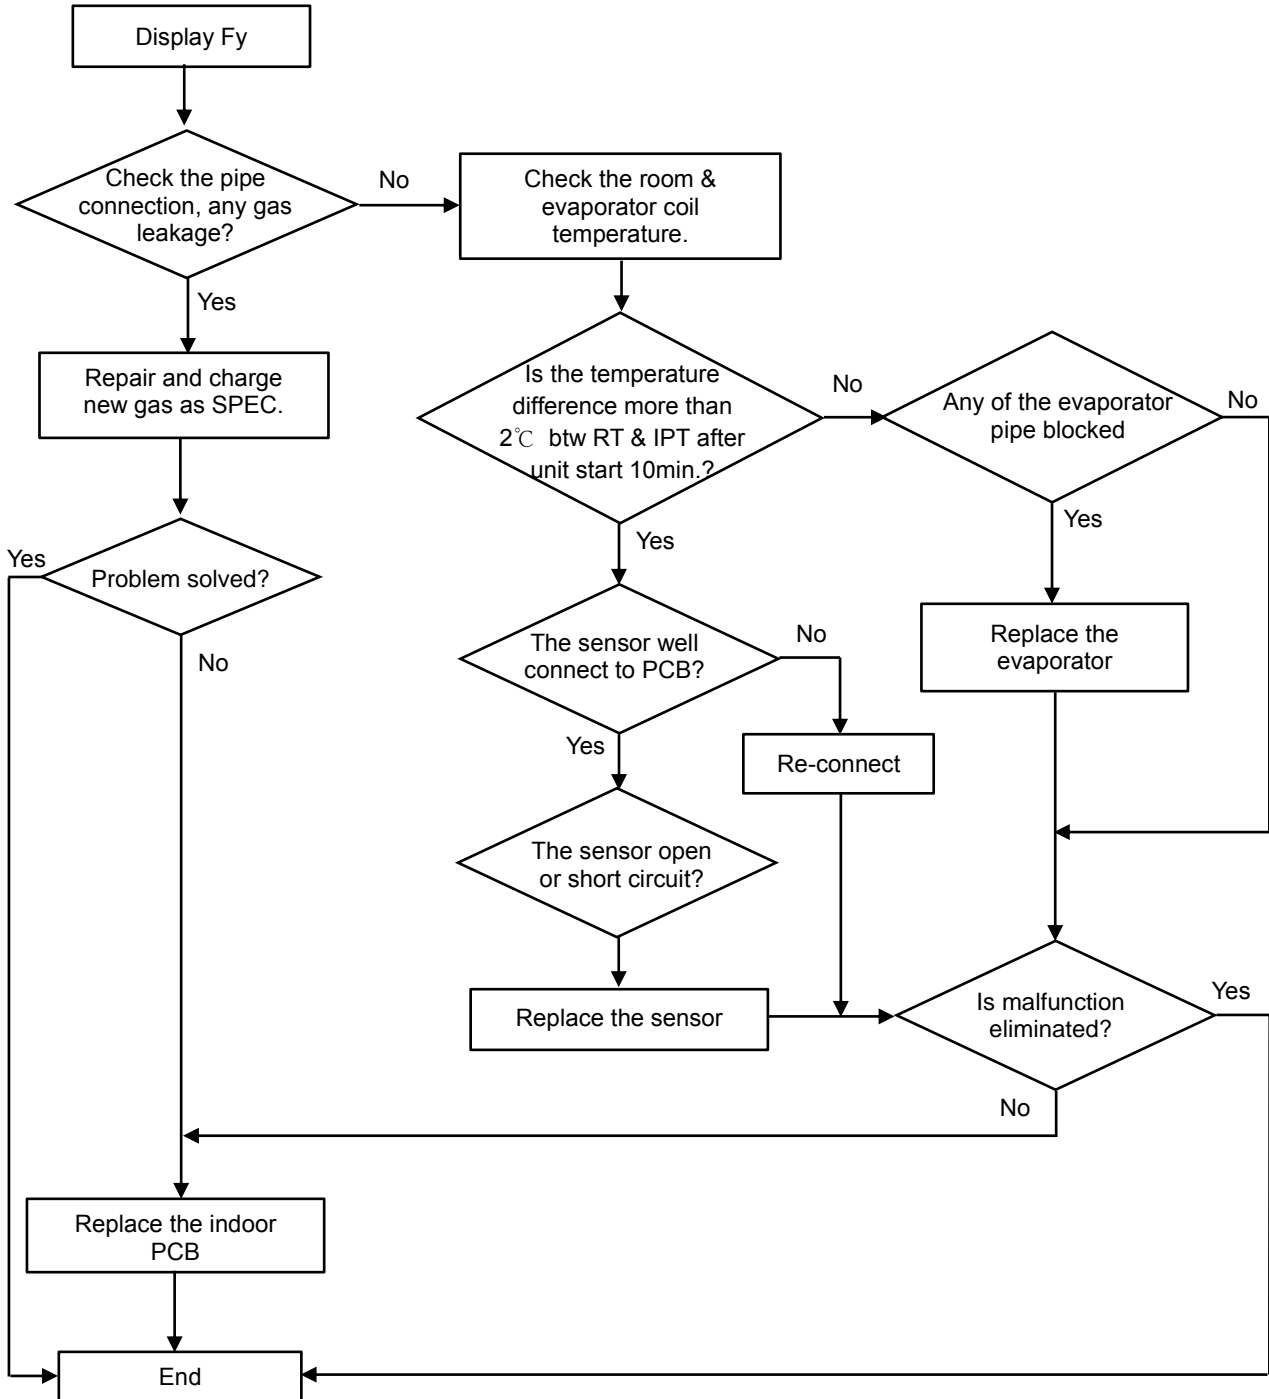 Display Fy
Check the pipe
connection, any gas
leakage?
No
Check the room &
evaporator coil
temperature.
Yes
Repair and charge
new gas as SPEC.
Is the temperature
difference more than
2℃ btw RT & IPT after
unit start 10min.?
No
Any of the evaporator
pipe blocked
No
Yes
Yes
Yes
Problem solved?
No
The sensor well
connect to PCB?
No
Replace the
evaporator
Yes
Re-connect
The sensor open
or short circuit?
Replace the sensor
Is malfunction
eliminated?
Yes
No
Replace the indoor
PCB
End